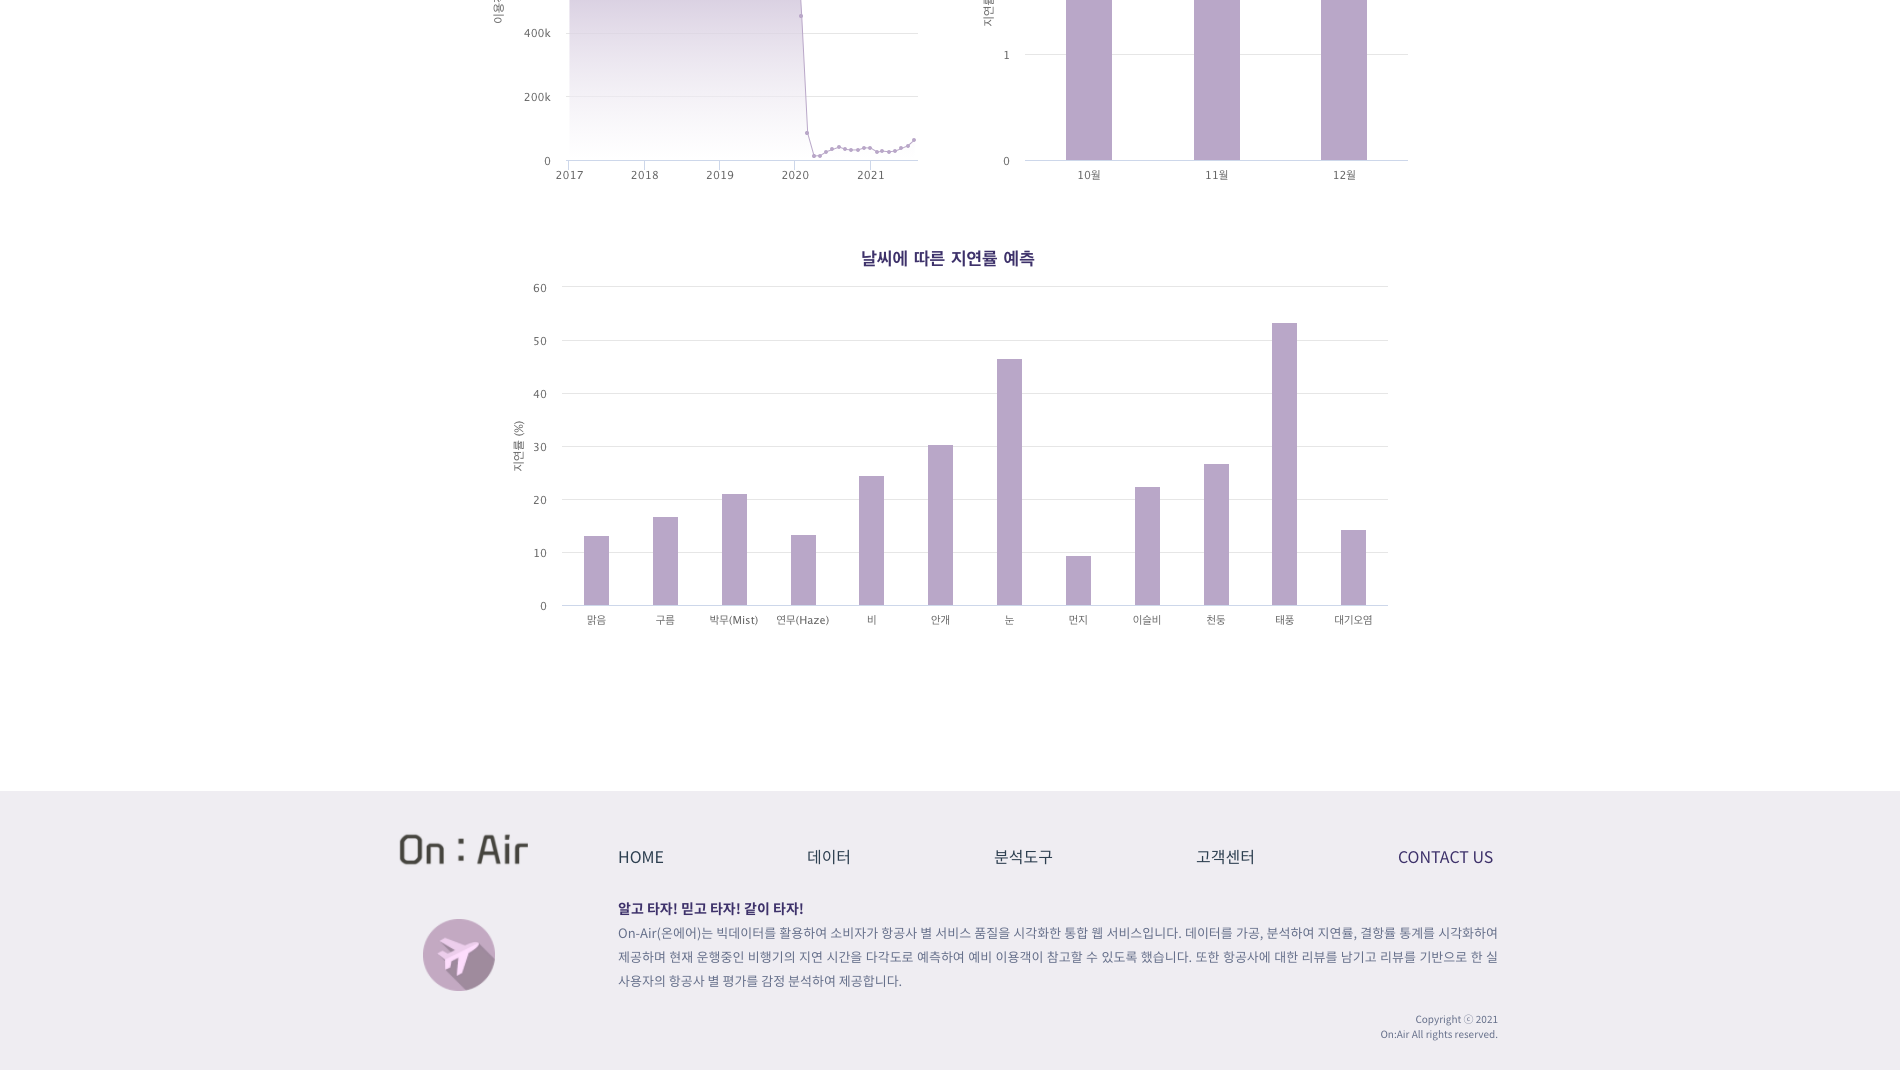 400k
200k
0
2017 2018 2019 2020 2021
지연률
1
0
10월 11월 12월
날씨에 따른 지연률 예측
지연률 (%)
60
50
40
30
20
10
0
맑음 구름 박무(Mist) 연무(Haze) 비 안개 눈 먼지 이슬비 천둥 태풍 대기오염
On : Air
HOME 데이터 분석도구 고객센터 CONTACT US
알고 타자! 믿고 타자! 같이 타자!
On-Air(온에어)는 빅데이터를 활용하여 소비자가 항공사 별 서비스 품질을 시각화한 통합 웹 서비스입니다. 데이터를 가공, 분석하여 지연률, 결항률 통계를 시각화하여
제공하며 현재 운행중인 비행기의 지연 시간을 다각도로 예측하여 예비 이용객이 참고할 수 있도록 했습니다. 또한 항공사에 대한 리뷰를 남기고 리뷰를 기반으로 한 실
사용자의 항공사 별 평가를 감정 분석하여 제공합니다.
Copyright ⓒ 2021
On:Air All rights reserved.